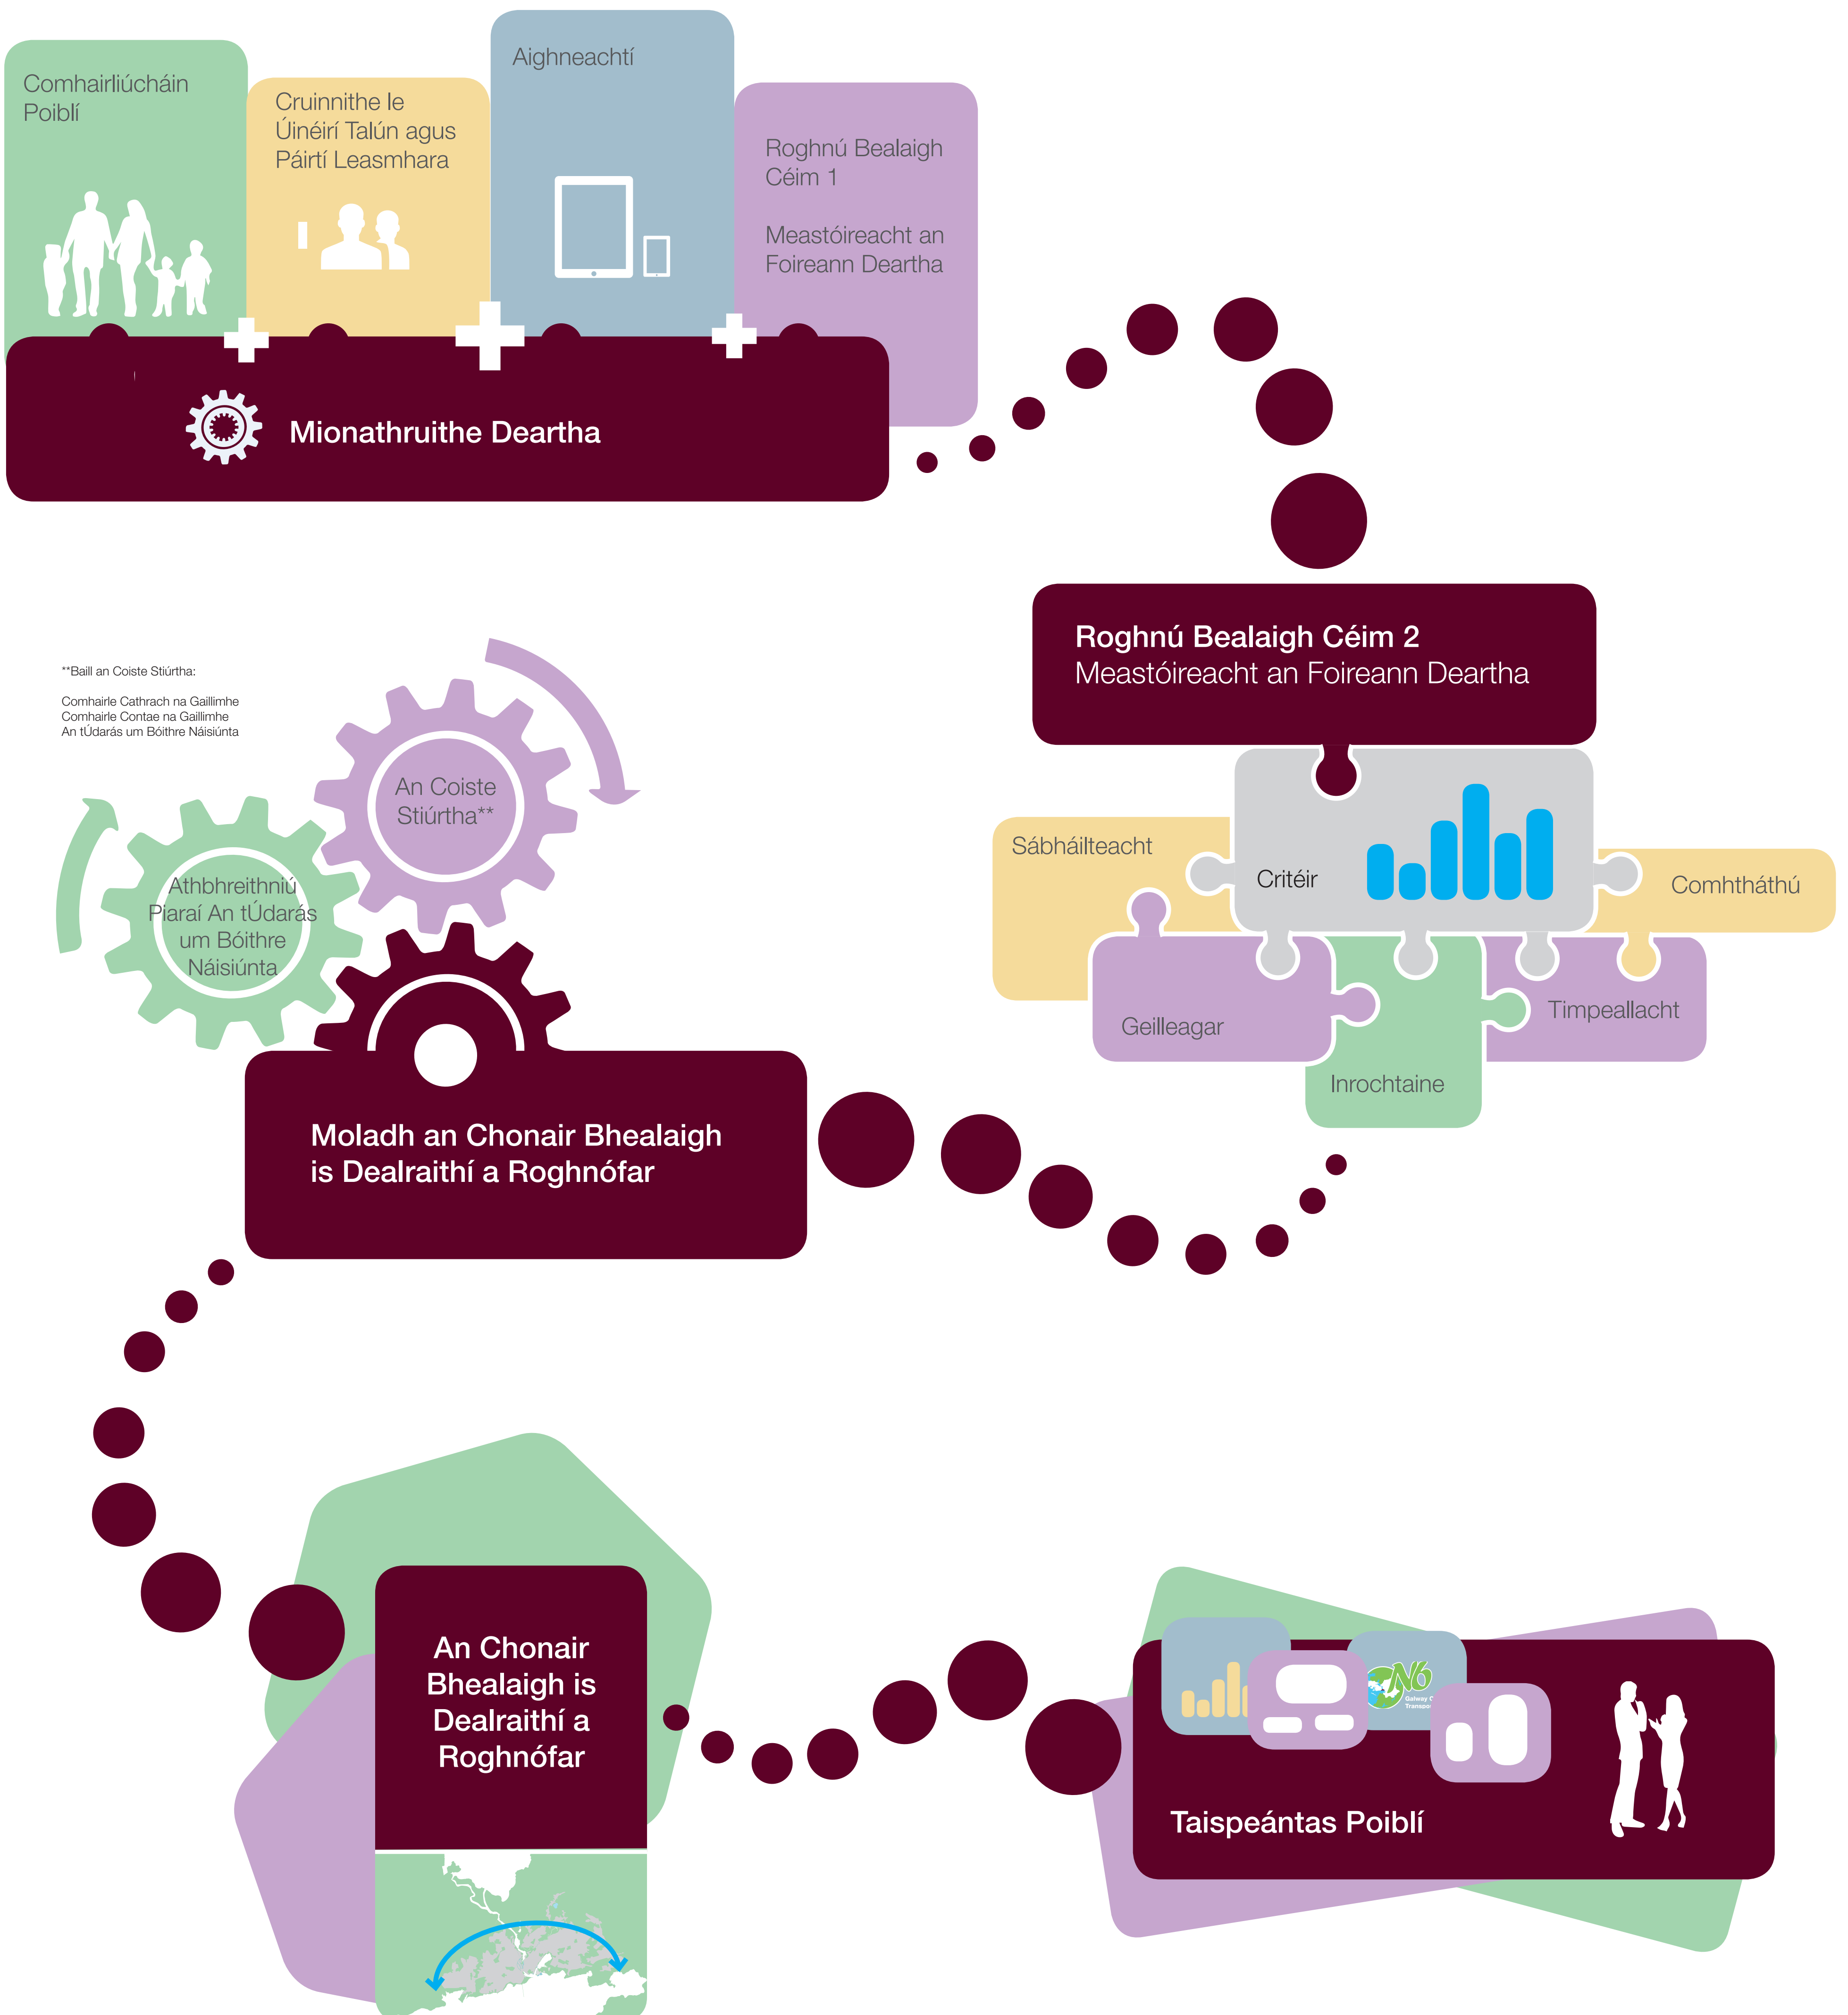 Comhairliúcháin
Poiblí
Cruinnithe le
Úinéirí Talún agus
Páirtí Leasmhara
Aighneachtí
Roghnú Bealaigh
Céim 1
Meastóireacht an
Foireann Deartha
Mionathruithe Deartha
Roghnú Bealaigh Céim 2
Meastóireacht an Foireann Deartha
Critéir
Sábháilteacht
Comhtháthú
Geilleagar
Timpeallacht
Inrochtaine
**Baill an Coiste Stiúrtha:
Comhairle Cathrach na Gaillimhe
Comhairle Contae na Gaillimhe
An tÚdarás um Bóithre Náisiúnta
An Coiste
Stiúrtha**
Athbhreithniú
Piaraí An tÚdarás
um Bóithre
Náisiúnta
Moladh an Chonair Bhealaigh
is Dealraithí a Roghnófar
An Chonair
Bhealaigh is
Dealraithí a
Roghnófar
N6
Galway
Taispeántas Poiblí